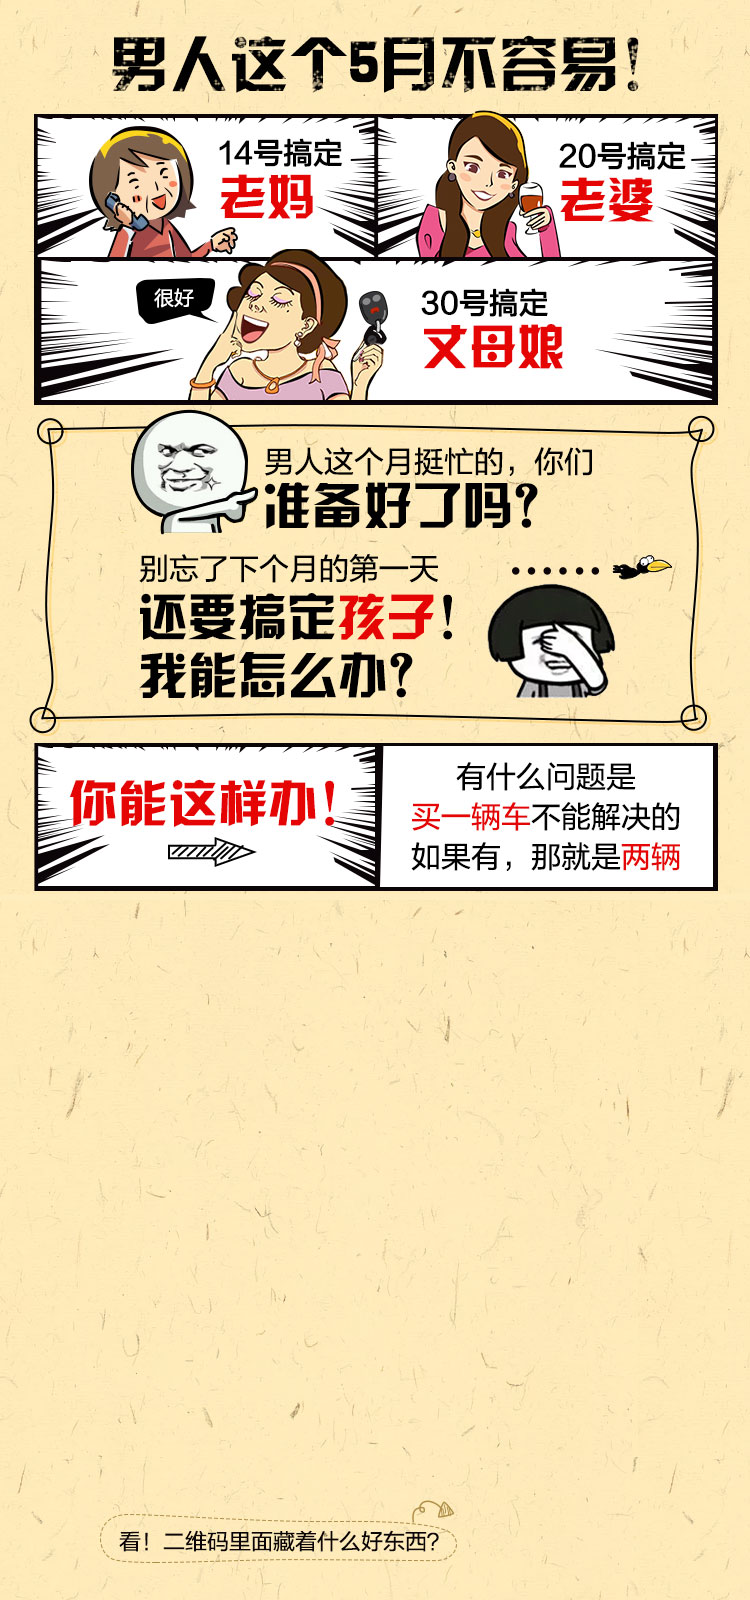 男人这个5月不容易！
14号搞定
老妈
20号搞定
老婆
很好
30号搞定
丈母娘
男人这个月挺忙的，你们
准备好了吗？
别忘了下个月的第一天
还要搞定孩子！
我能怎么办？
你能这样办！
有什么问题是
买一辆车不能解决的
如果有，那就是两辆
看！二维码里面藏着什么好东西？